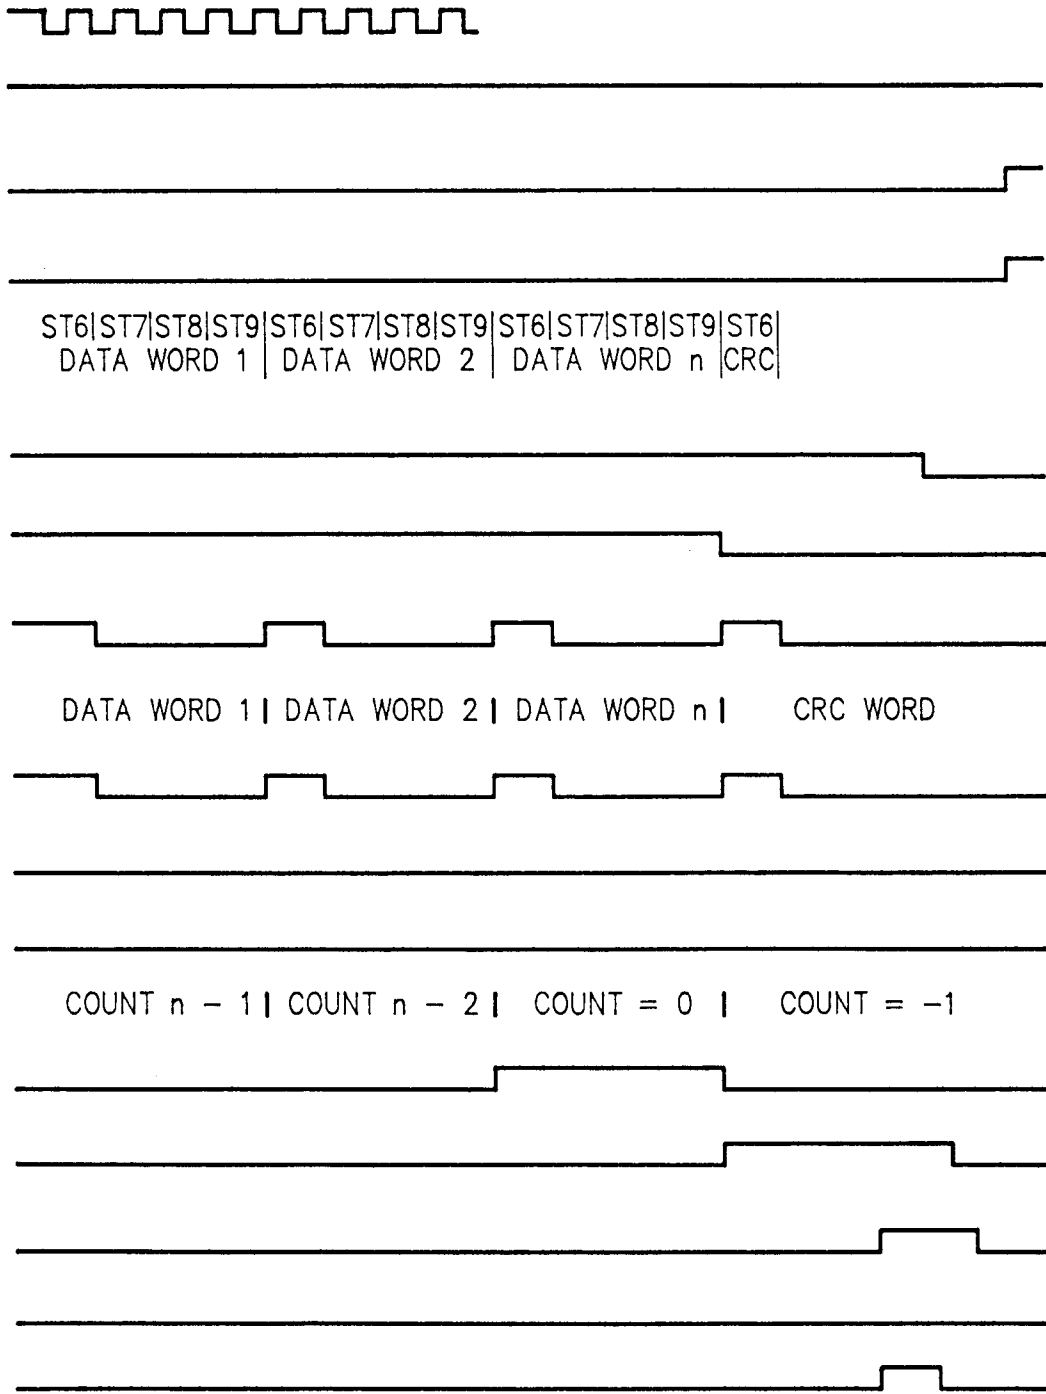 ST6|ST7|ST8|ST9|ST6|ST7|ST8|ST9|ST6|ST7|ST8|ST9|ST6|
DATA WORD 1| DATA WORD 2| DATA WORD n|CRC|
DATA WORD 1| DATA WORD 2| DATA WORD n| CRC WORD
COUNT n – 1| COUNT n – 2| COUNT = 0 | COUNT = –1